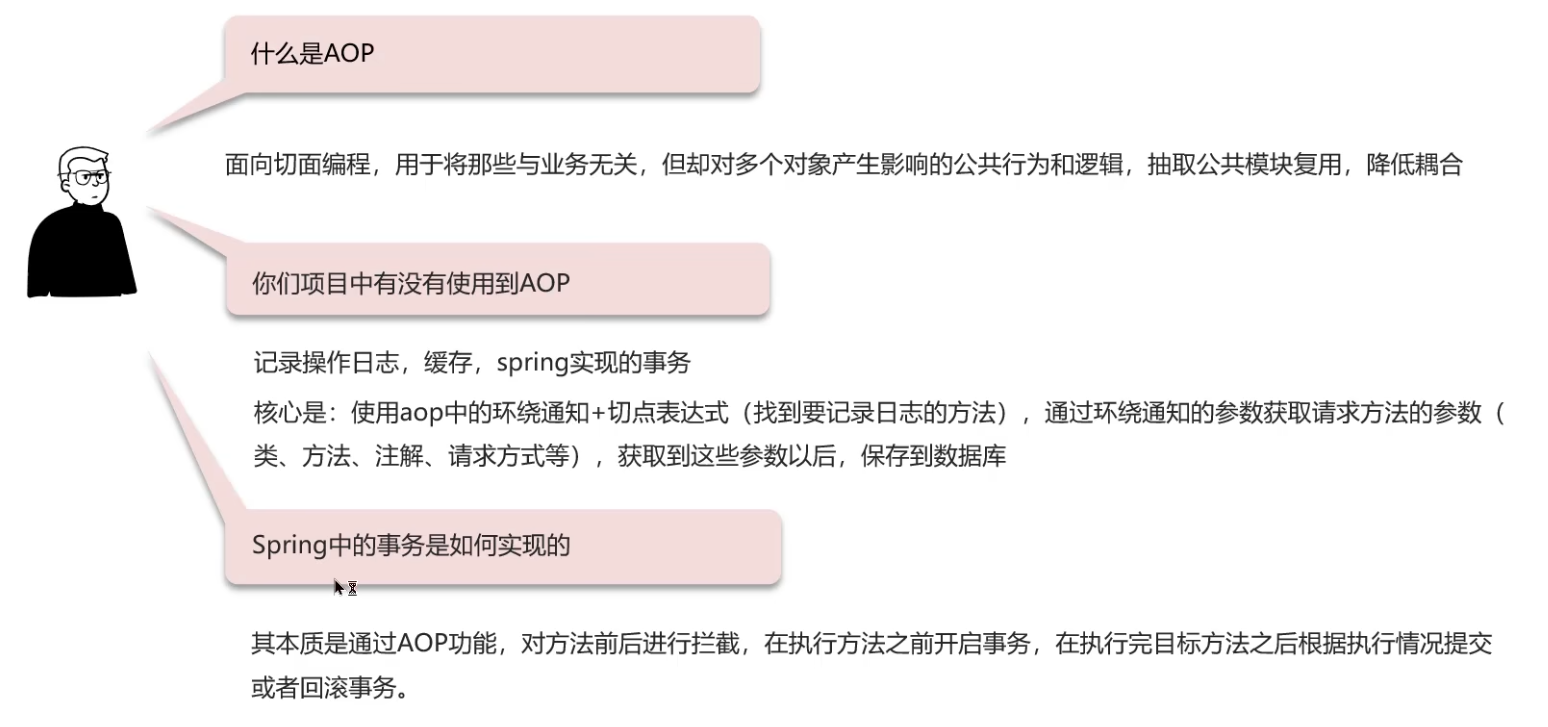 什么是AOP
面向切面编程，用于将那些与业务无关，但却对多个对象产生影响的公共行为和逻辑，抽取公共模块复用，降低耦合
你们项目中有没有使用到AOP
记录操作日志，缓存，spring实现的事务
核心是：使用aop中的环绕通知+切点表达式（找到要记录日志的方法），通过环绕通知的参数获取请求方法的参数（
类、方法、注解、请求方式等），获取到这些参数以后，保存到数据库
Spring中的事务是如何实现的
其本质是通过AOP功能，对方法前后进行拦截，在执行方法之前开启事务，在执行完目标方法之后根据执行情况提交
或者回滚事务。